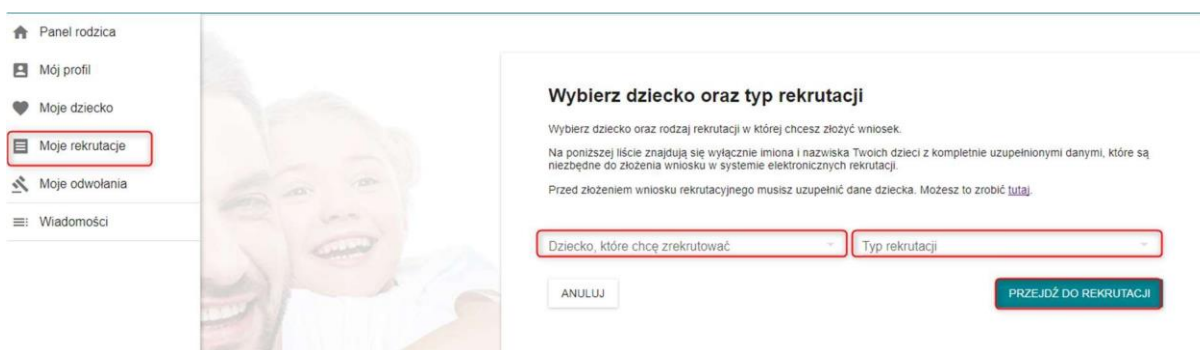 Panel rodzica
Mój profil
Moje dziecko
Moje rekrutacje
Moje odwołania
Wiadomości
Wybierz dziecko oraz typ rekrutacji
Wybierz dziecko oraz rodzaj rekrutacji w której chcesz złożyć wniosek.
Na poniższej liście znajdują się wyłącznie imiona i nazwiska Twoich dzieci z kompletnie uzupełnionymi danymi, które są
niezbędne do złożenia wniosku w systemie elektronicznych rekrutacji.
Przed złożeniem wniosku rekrutacyjnego musisz uzupełnić dane dziecka. Możesz to zrobić tutaj.
Dziecko, które chcę zrekrutować
Typ rekrutacji
ANULUJ
PRZEJDŹ DO REKRUTACJI